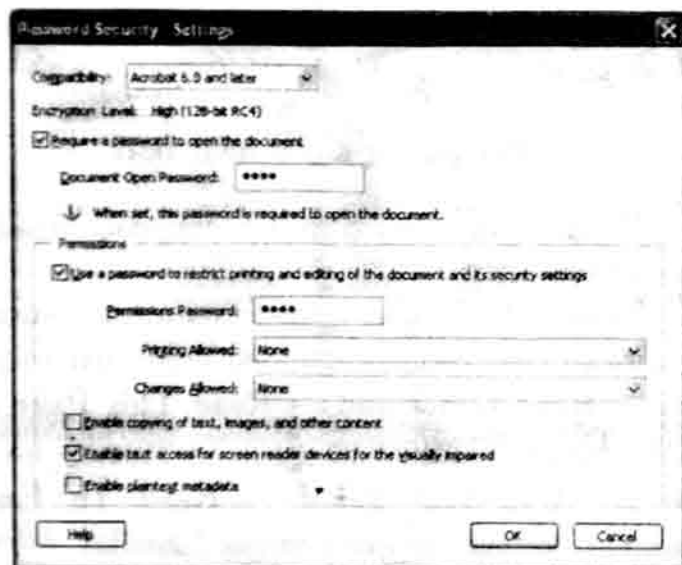 Password Security - Settings
Compatibility: Acrobat 6.0 and later
Encryption Level: High (128-bit RC4)
Require a password to open the document
Document Open Password: ****
When set, this password is required to open the document.
Permissions
Use a password to restrict printing and editing of the document and its security settings
Permissions Password: ****
Printing Allowed: None
Changes Allowed: None
Enable copying of text, images, and other content
Enable text access for screen reader devices for the visually impaired
Enable plaintext metadata
Help OK Cancel